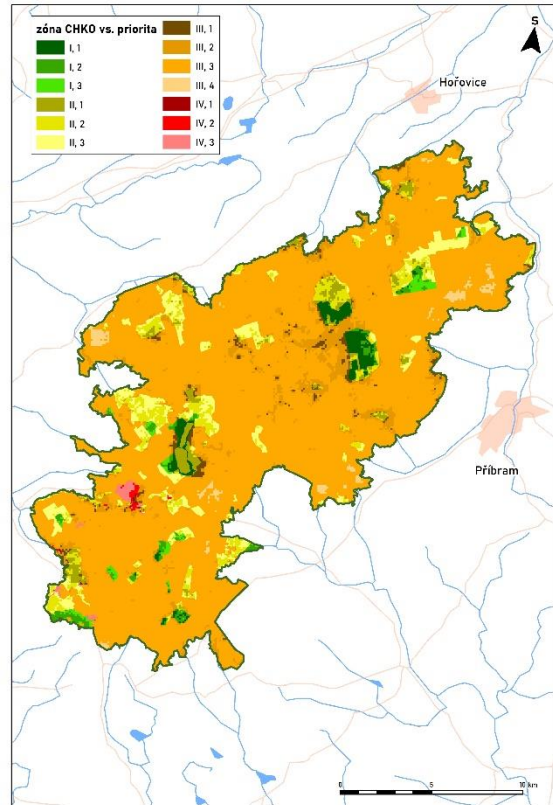 zóna CHKO vs. priorita
I, 1
I, 2
I, 3
II, 1
II, 2
II, 3
III, 1
III, 2
III, 3
III, 4
IV, 1
IV, 2
IV, 3
S
Hořovice
Příbram
0 5 10 km